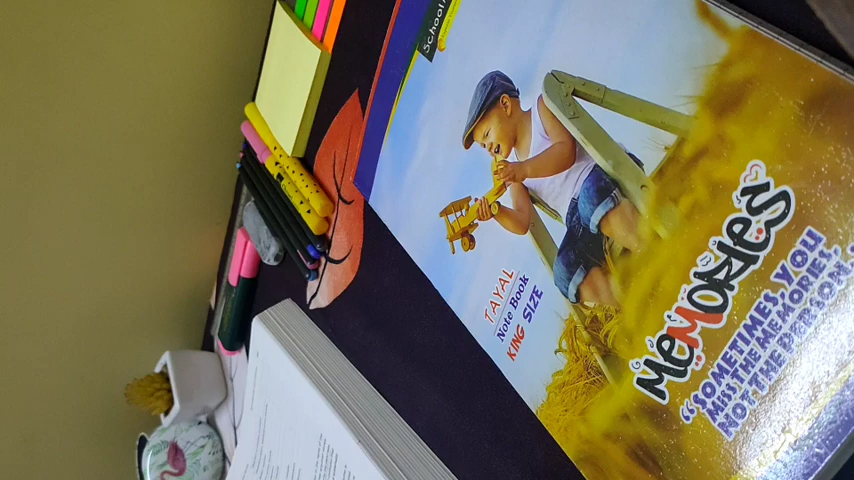 School
TAYAL
Note Book
KING SIZE
MEMORIES
"SOMETIMES, YOU
MISS THE MEMORIES,
NOT THE PERSON...